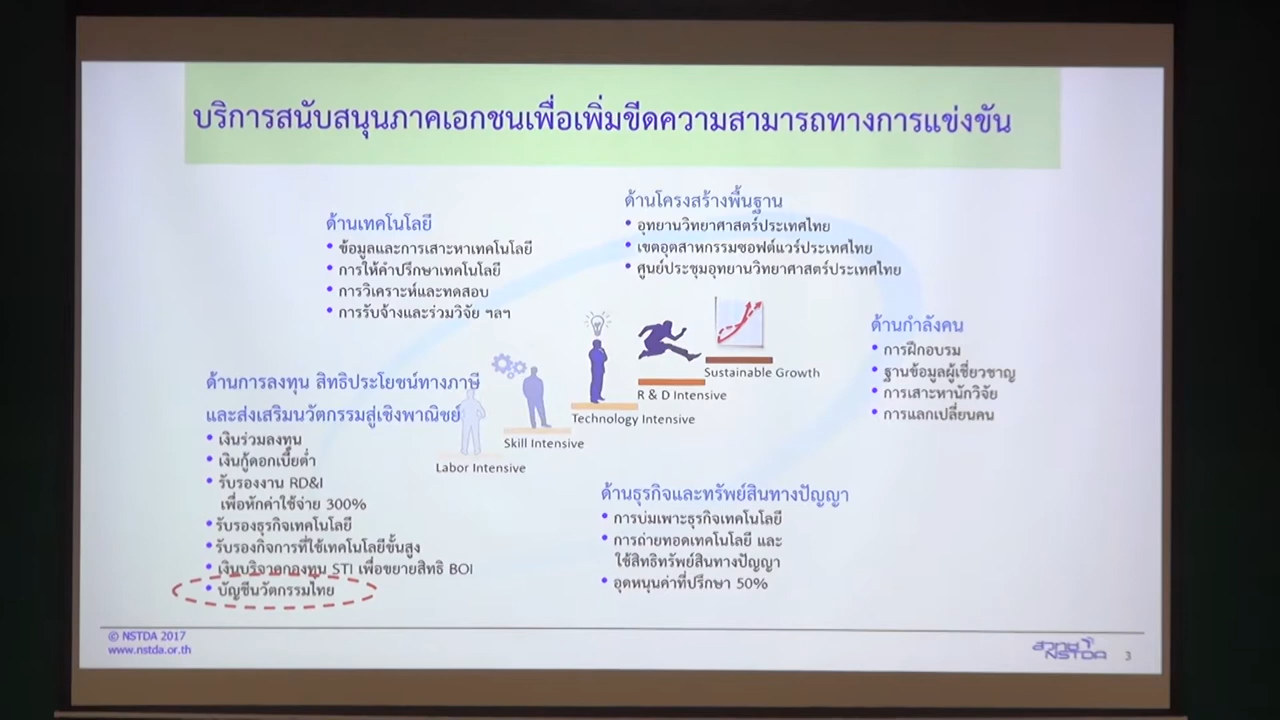 บริการสนับสนุนภาคเอกชนเพื่อเพิ่มขีดความสามารถทางการแข่งขัน
ด้านเทคโนโลยี
• ข้อมูลและการเสาะหาเทคโนโลยี
• การให้คำปรึกษาเทคโนโลยี
• การวิเคราะห์และทดสอบ
• การรับจ้างและร่วมวิจัย ฯลฯ
ด้านโครงสร้างพื้นฐาน
• อุทยานวิทยาศาสตร์ประเทศไทย
• เขตอุตสาหกรรมซอฟต์แวร์ประเทศไทย
• ศูนย์ประชุมอุทยานวิทยาศาสตร์ประเทศไทย
ด้านกำลังคน
• การฝึกอบรม
• ฐานข้อมูลผู้เชี่ยวชาญ
• การเสาะหานักวิจัย
• การแลกเปลี่ยนคน
ด้านการลงทุน สิทธิประโยชน์ทางภาษี
และส่งเสริมนวัตกรรมสู่เชิงพาณิชย์
• เงินร่วมลงทุน
• เงินกู้ดอกเบี้ยต่ำ
• รับรองงาน RD&I
เพื่อหักค่าใช้จ่าย 300%
• รับรองธุรกิจเทคโนโลยี
• รับรองกิจการที่ใช้เทคโนโลยีขั้นสูง
• เงินบริจาคกองทุน STI เพื่อขยายสิทธิ BOI
• บัญชีนวัตกรรมไทย
Sustainable Growth
R & D Intensive
Technology Intensive
Skill Intensive
Labor Intensive
ด้านธุรกิจและทรัพย์สินทางปัญญา
• การบ่มเพาะธุรกิจเทคโนโลยี
• การถ่ายทอดเทคโนโลยี และ
ใช้สิทธิทรัพย์สินทางปัญญา
• อุดหนุนค่าที่ปรึกษา 50%
© NSTDA 2017
www.nstda.or.th
สวทช
NSTDA
3